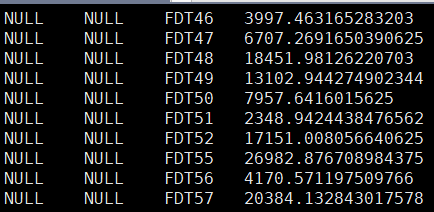 NULL NULL FDT46 3997.463165283203
NULL NULL FDT47 6707.2691650390625
NULL NULL FDT48 18451.98126220703
NULL NULL FDT49 13102.944274902344
NULL NULL FDT50 7957.6416015625
NULL NULL FDT51 2348.9424438476562
NULL NULL FDT52 17151.008056640625
NULL NULL FDT55 26982.876708984375
NULL NULL FDT56 4170.571197509766
NULL NULL FDT57 20384.132843017578